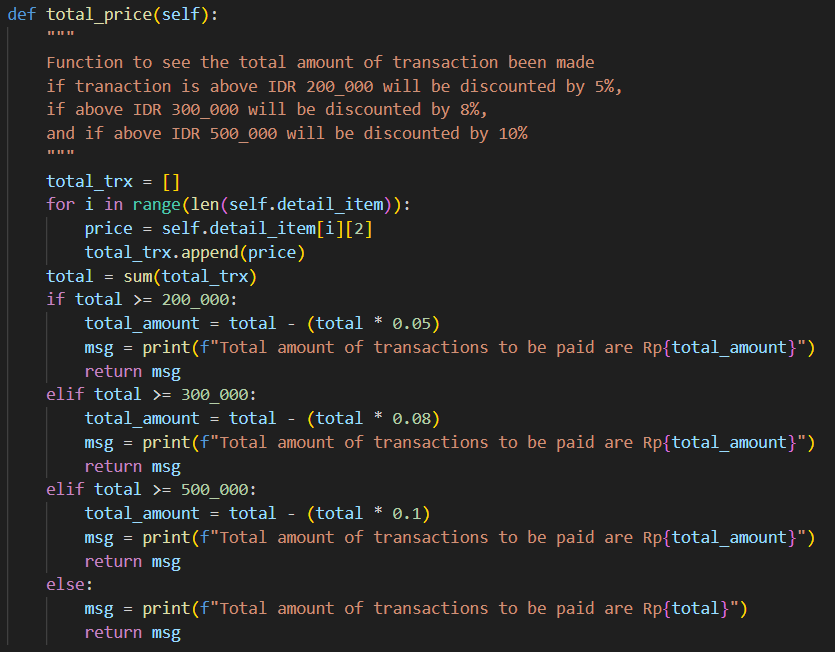 def total_price(self):
    """
    Function to see the total amount of transaction been made
    if tranaction is above IDR 200_000 will be discounted by 5%,
    if above IDR 300_000 will be discounted by 8%,
    and if above IDR 500_000 will be discounted by 10%
    """
    total_trx = []
    for i in range(len(self.detail_item)):
        price = self.detail_item[i][2]
        total_trx.append(price)
    total = sum(total_trx)
    if total >= 200_000:
        total_amount = total - (total * 0.05)
        msg = print(f"Total amount of transactions to be paid are Rp{total_amount}")
        return msg
    elif total >= 300_000:
        total_amount = total - (total * 0.08)
        msg = print(f"Total amount of transactions to be paid are Rp{total_amount}")
        return msg
    elif total >= 500_000:
        total_amount = total - (total * 0.1)
        msg = print(f"Total amount of transactions to be paid are Rp{total_amount}")
        return msg
    else:
        msg = print(f"Total amount of transactions to be paid are Rp{total}")
        return msg